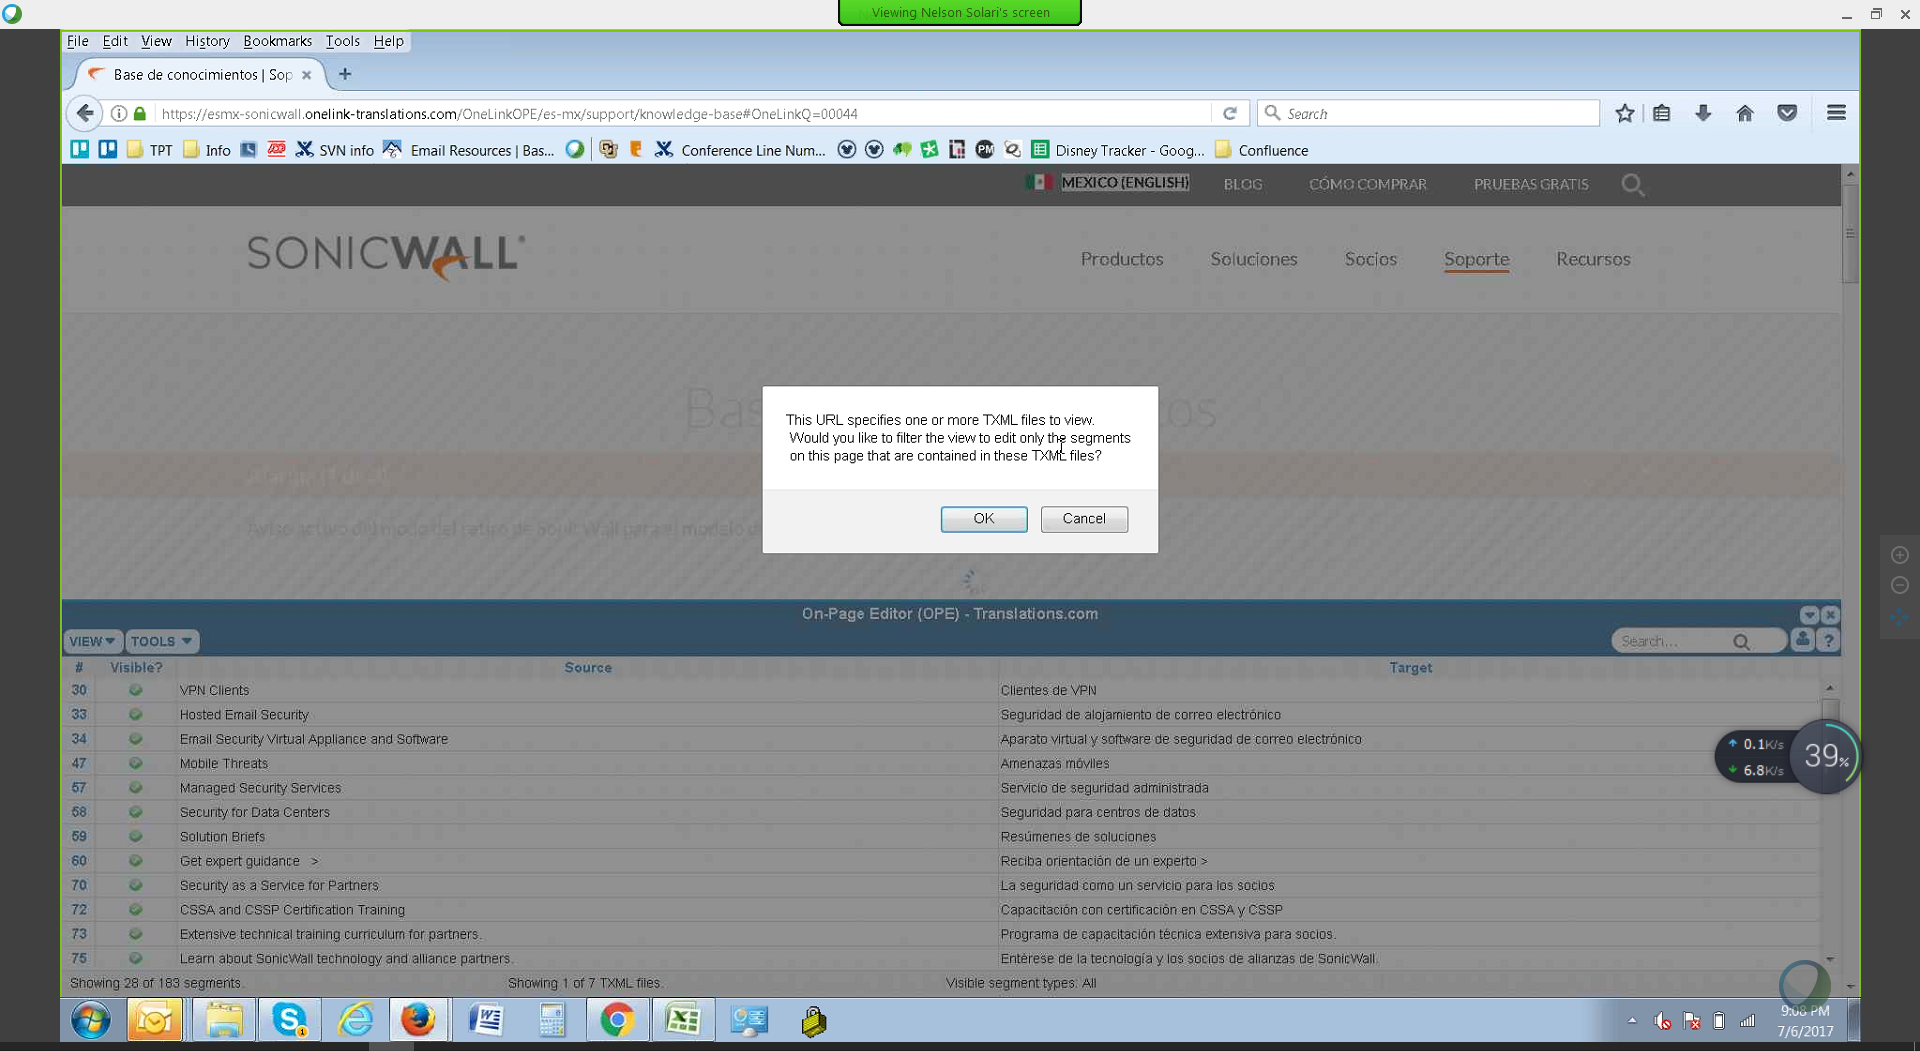 Viewing Nelson Solari's screen
File Edit View History Bookmarks Tools Help
Base de conocimientos | Sop
https://esmx-sonicwall.onelink-translations.com/OneLinkOPE/es-mx/support/knowledge-base#OneLinkQ=00044
Search
TPT Info SVN info Email Resources | Bas... Conference Line Num... PM Disney Tracker - Goog... Confluence
MEXICO (ENGLISH) BLOG CÓMO COMPRAR PRUEBAS GRATIS
SONICWALL Productos Soluciones Socios Soporte Recursos
This URL specifies one or more TXML files to view.
Would you like to filter the view to edit only the segments
on this page that are contained in these TXML files?
OK Cancel
On-Page Editor (OPE) - Translations.com
VIEW TOOLS Search... ?
# Visible? Source Target
30 VPN Clients Clientes de VPN
33 Hosted Email Security Seguridad de alojamiento de correo electrónico
34 Email Security Virtual Appliance and Software Aparato virtual y software de seguridad de correo electrónico
47 Mobile Threats Amenazas móviles
57 Managed Security Services Servicio de seguridad administrada
58 Security for Data Centers Seguridad para centros de datos
59 Solution Briefs Resúmenes de soluciones
60 Get expert guidance > Reciba orientación de un experto >
70 Security as a Service for Partners La seguridad como un servicio para los socios
72 CSSA and CSSP Certification Training Capacitación con certificación en CSSA y CSSP
73 Extensive technical training curriculum for partners. Programa de capacitación técnica extensiva para socios.
75 Learn about SonicWall technology and alliance partners. Entérese de la tecnología y los socios de alianzas de SonicWall.
0.1K/s
6.8K/s
39%
Showing 28 of 183 segments. Showing 1 of 7 TXML files. Visible segment types: All
9:08 PM
7/6/2017